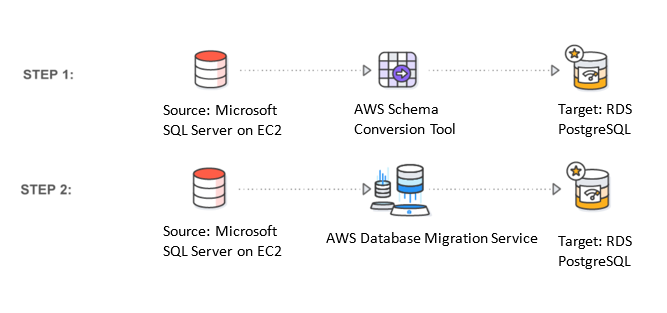 STEP 1:
Source: Microsoft
SQL Server on EC2
AWS Schema
Conversion Tool
Target: RDS
PostgreSQL
STEP 2:
Source: Microsoft
SQL Server on EC2
AWS Database Migration Service
Target: RDS
PostgreSQL